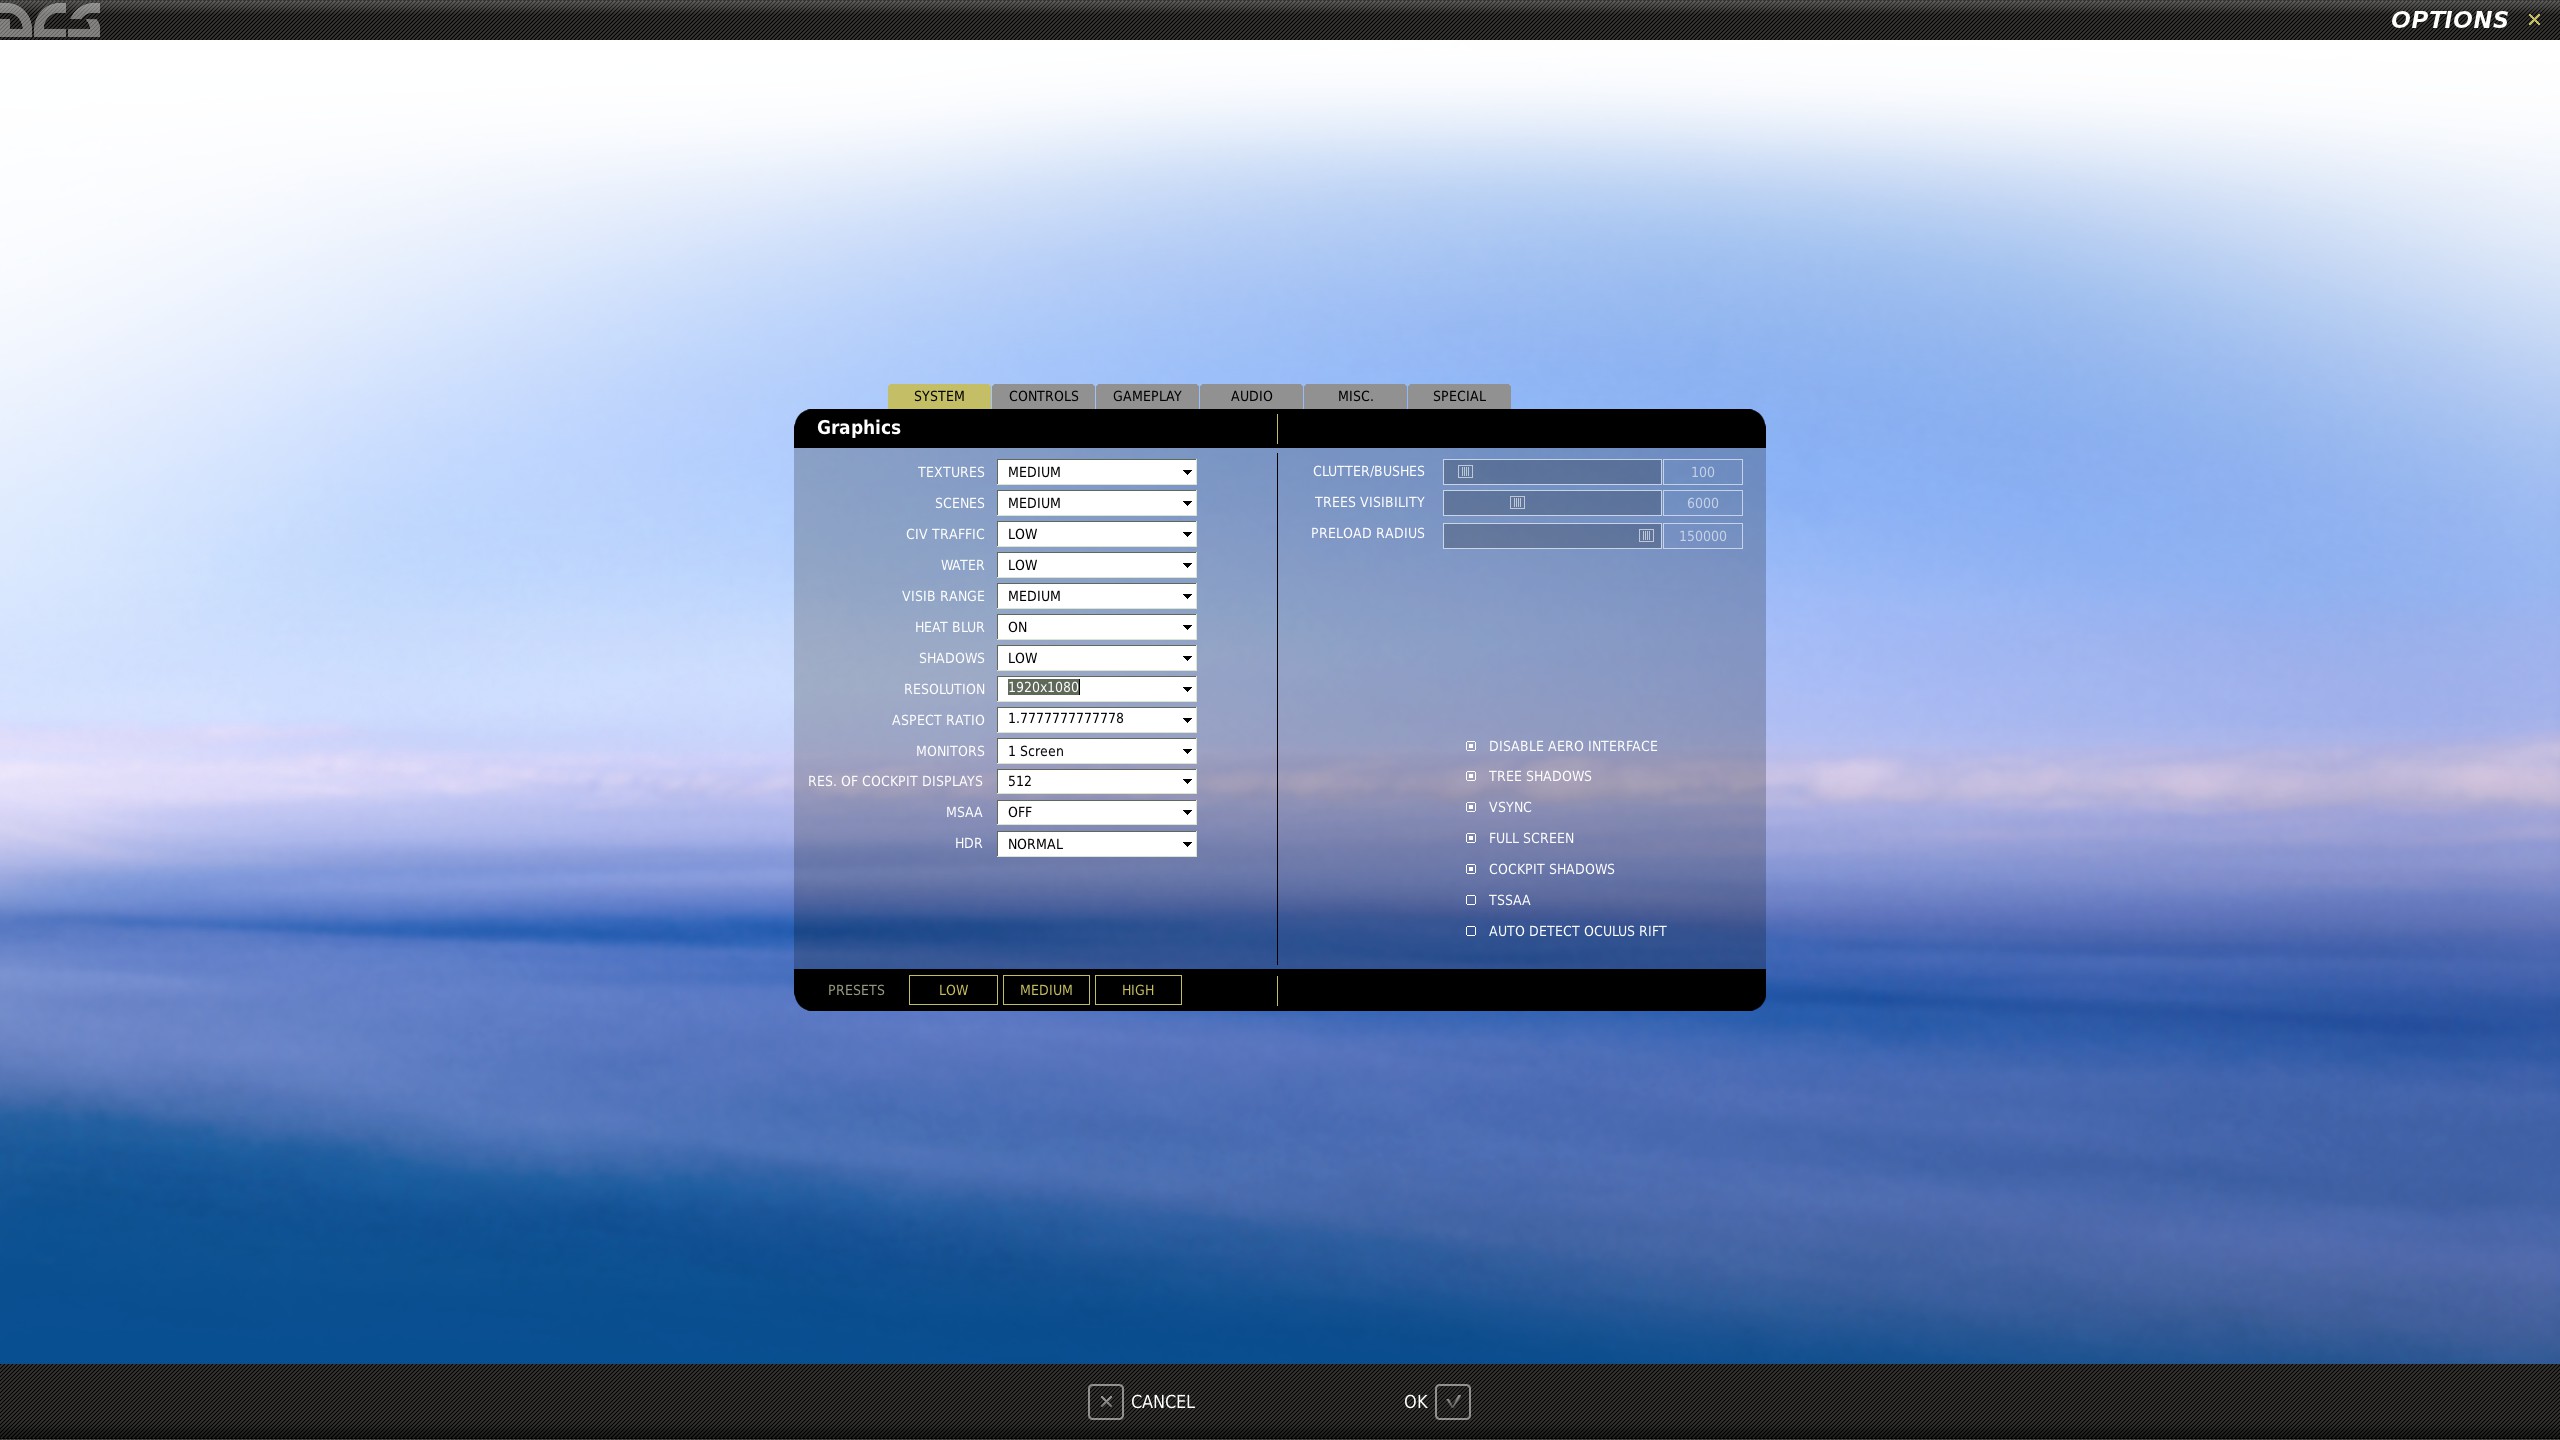 DCS
OPTIONS
SYSTEM CONTROLS GAMEPLAY AUDIO MISC. SPECIAL
Graphics
TEXTURES MEDIUM
SCENES MEDIUM
CIV TRAFFIC LOW
WATER LOW
VISIB RANGE MEDIUM
HEAT BLUR ON
SHADOWS LOW
RESOLUTION 1920x1080
ASPECT RATIO 1.7777777777778
MONITORS 1 Screen
RES. OF COCKPIT DISPLAYS 512
MSAA OFF
HDR NORMAL
CLUTTER/BUSHES 100
TREES VISIBILITY 6000
PRELOAD RADIUS 150000
DISABLE AERO INTERFACE
TREE SHADOWS
VSYNC
FULL SCREEN
COCKPIT SHADOWS
TSSAA
AUTO DETECT OCULUS RIFT
PRESETS LOW MEDIUM HIGH
CANCEL OK